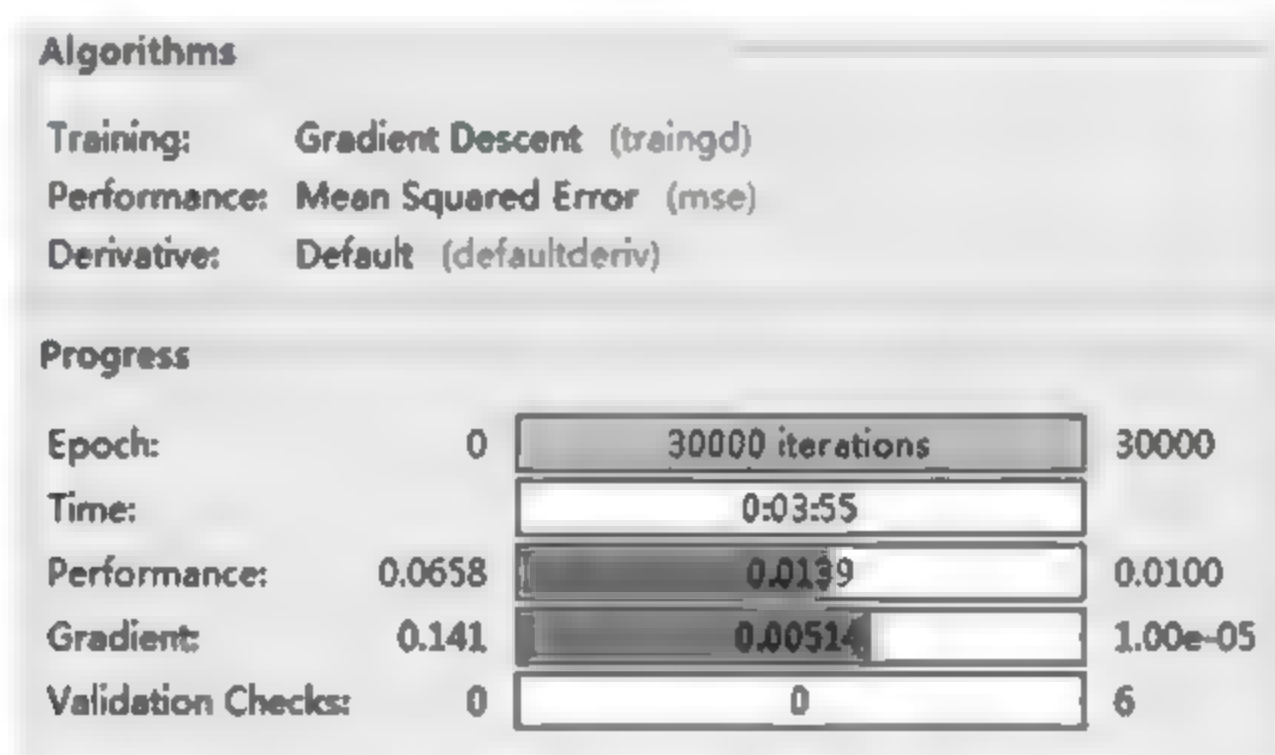 Algorithms
Training: Gradient Descent (traingd)
Performance: Mean Squared Error (mse)
Derivative: Default (defaultderiv)
Progress
Epoch: 0 30000 iterations 30000
Time: 0:03:55
Performance: 0.0658 0.0139 0.0100
Gradient: 0.141 0.00514 1.00e-05
Validation Checks: 0 0 6